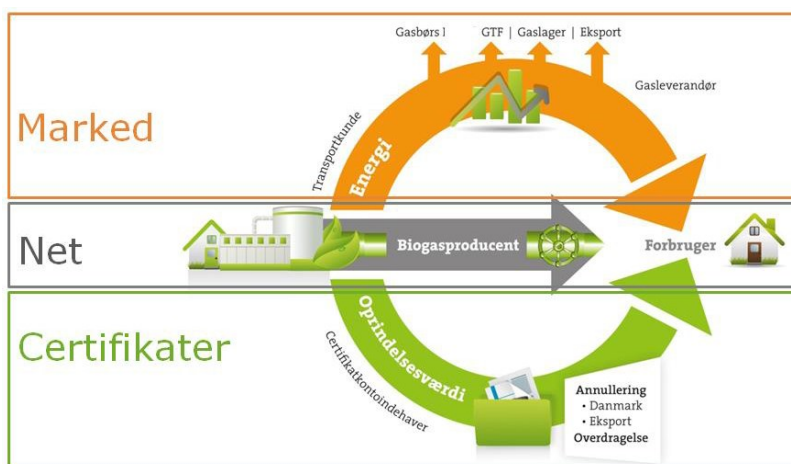 Gasbørs | GTF | Gaslager | Eksport
Gasleverandør
Marked
Transportkunde
Energi
Net
Biogasproducent
Forbruger
Certifikater
Oprindelsesværdi
Certifikatkontoindehaver
Annullering
• Danmark
• Eksport
Overdragelse